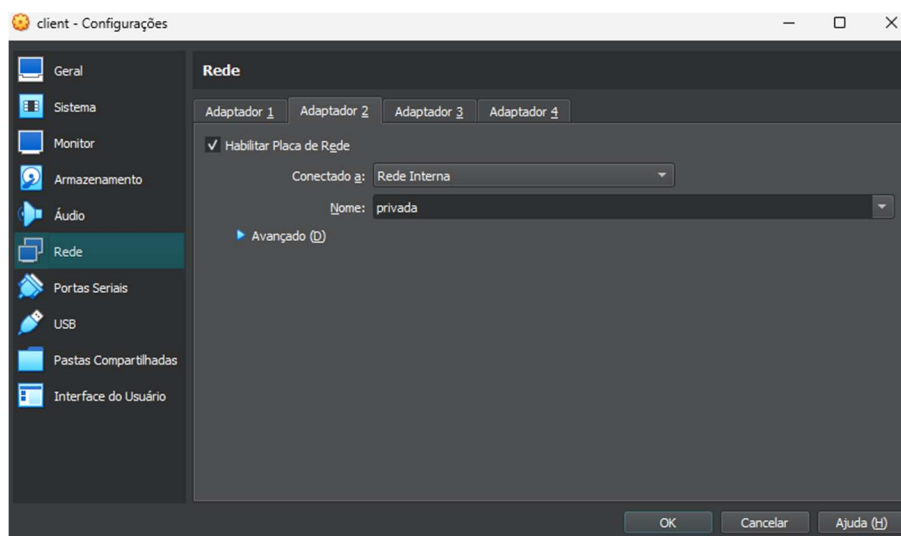 client - Configurações
Geral
Sistema
Monitor
Armazenamento
Áudio
Rede
Portas Seriais
USB
Pastas Compartilhadas
Interface do Usuário
Rede
Adaptador 1 Adaptador 2 Adaptador 3 Adaptador 4
Habilitar Placa de Rede
Conectado a: Rede Interna
Nome: privada
Avançado (D)
OK Cancelar Ajuda (H)